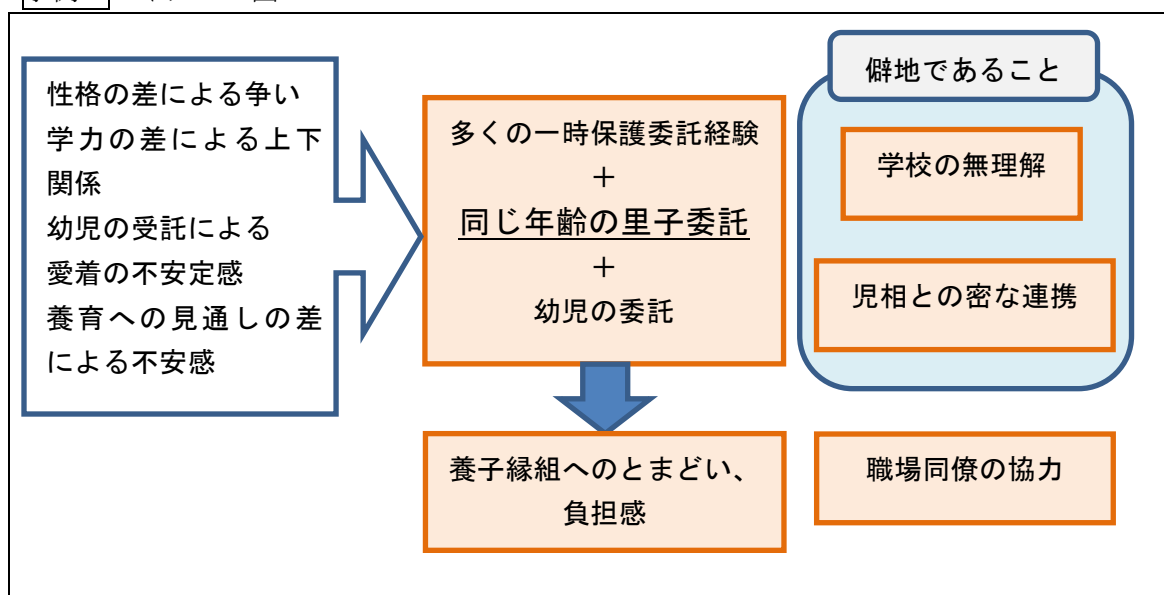 性格の差による争い
学力の差による上下
関係
幼児の受託による
愛着の不安定感
養育への見通しの差
による不安感
多くの一時保護委託経験
+
同じ年齢の里子委託
+
幼児の委託
養子縁組へのとまどい、
負担感
僻地であること
学校の無理解
児相との密な連携
職場同僚の協力